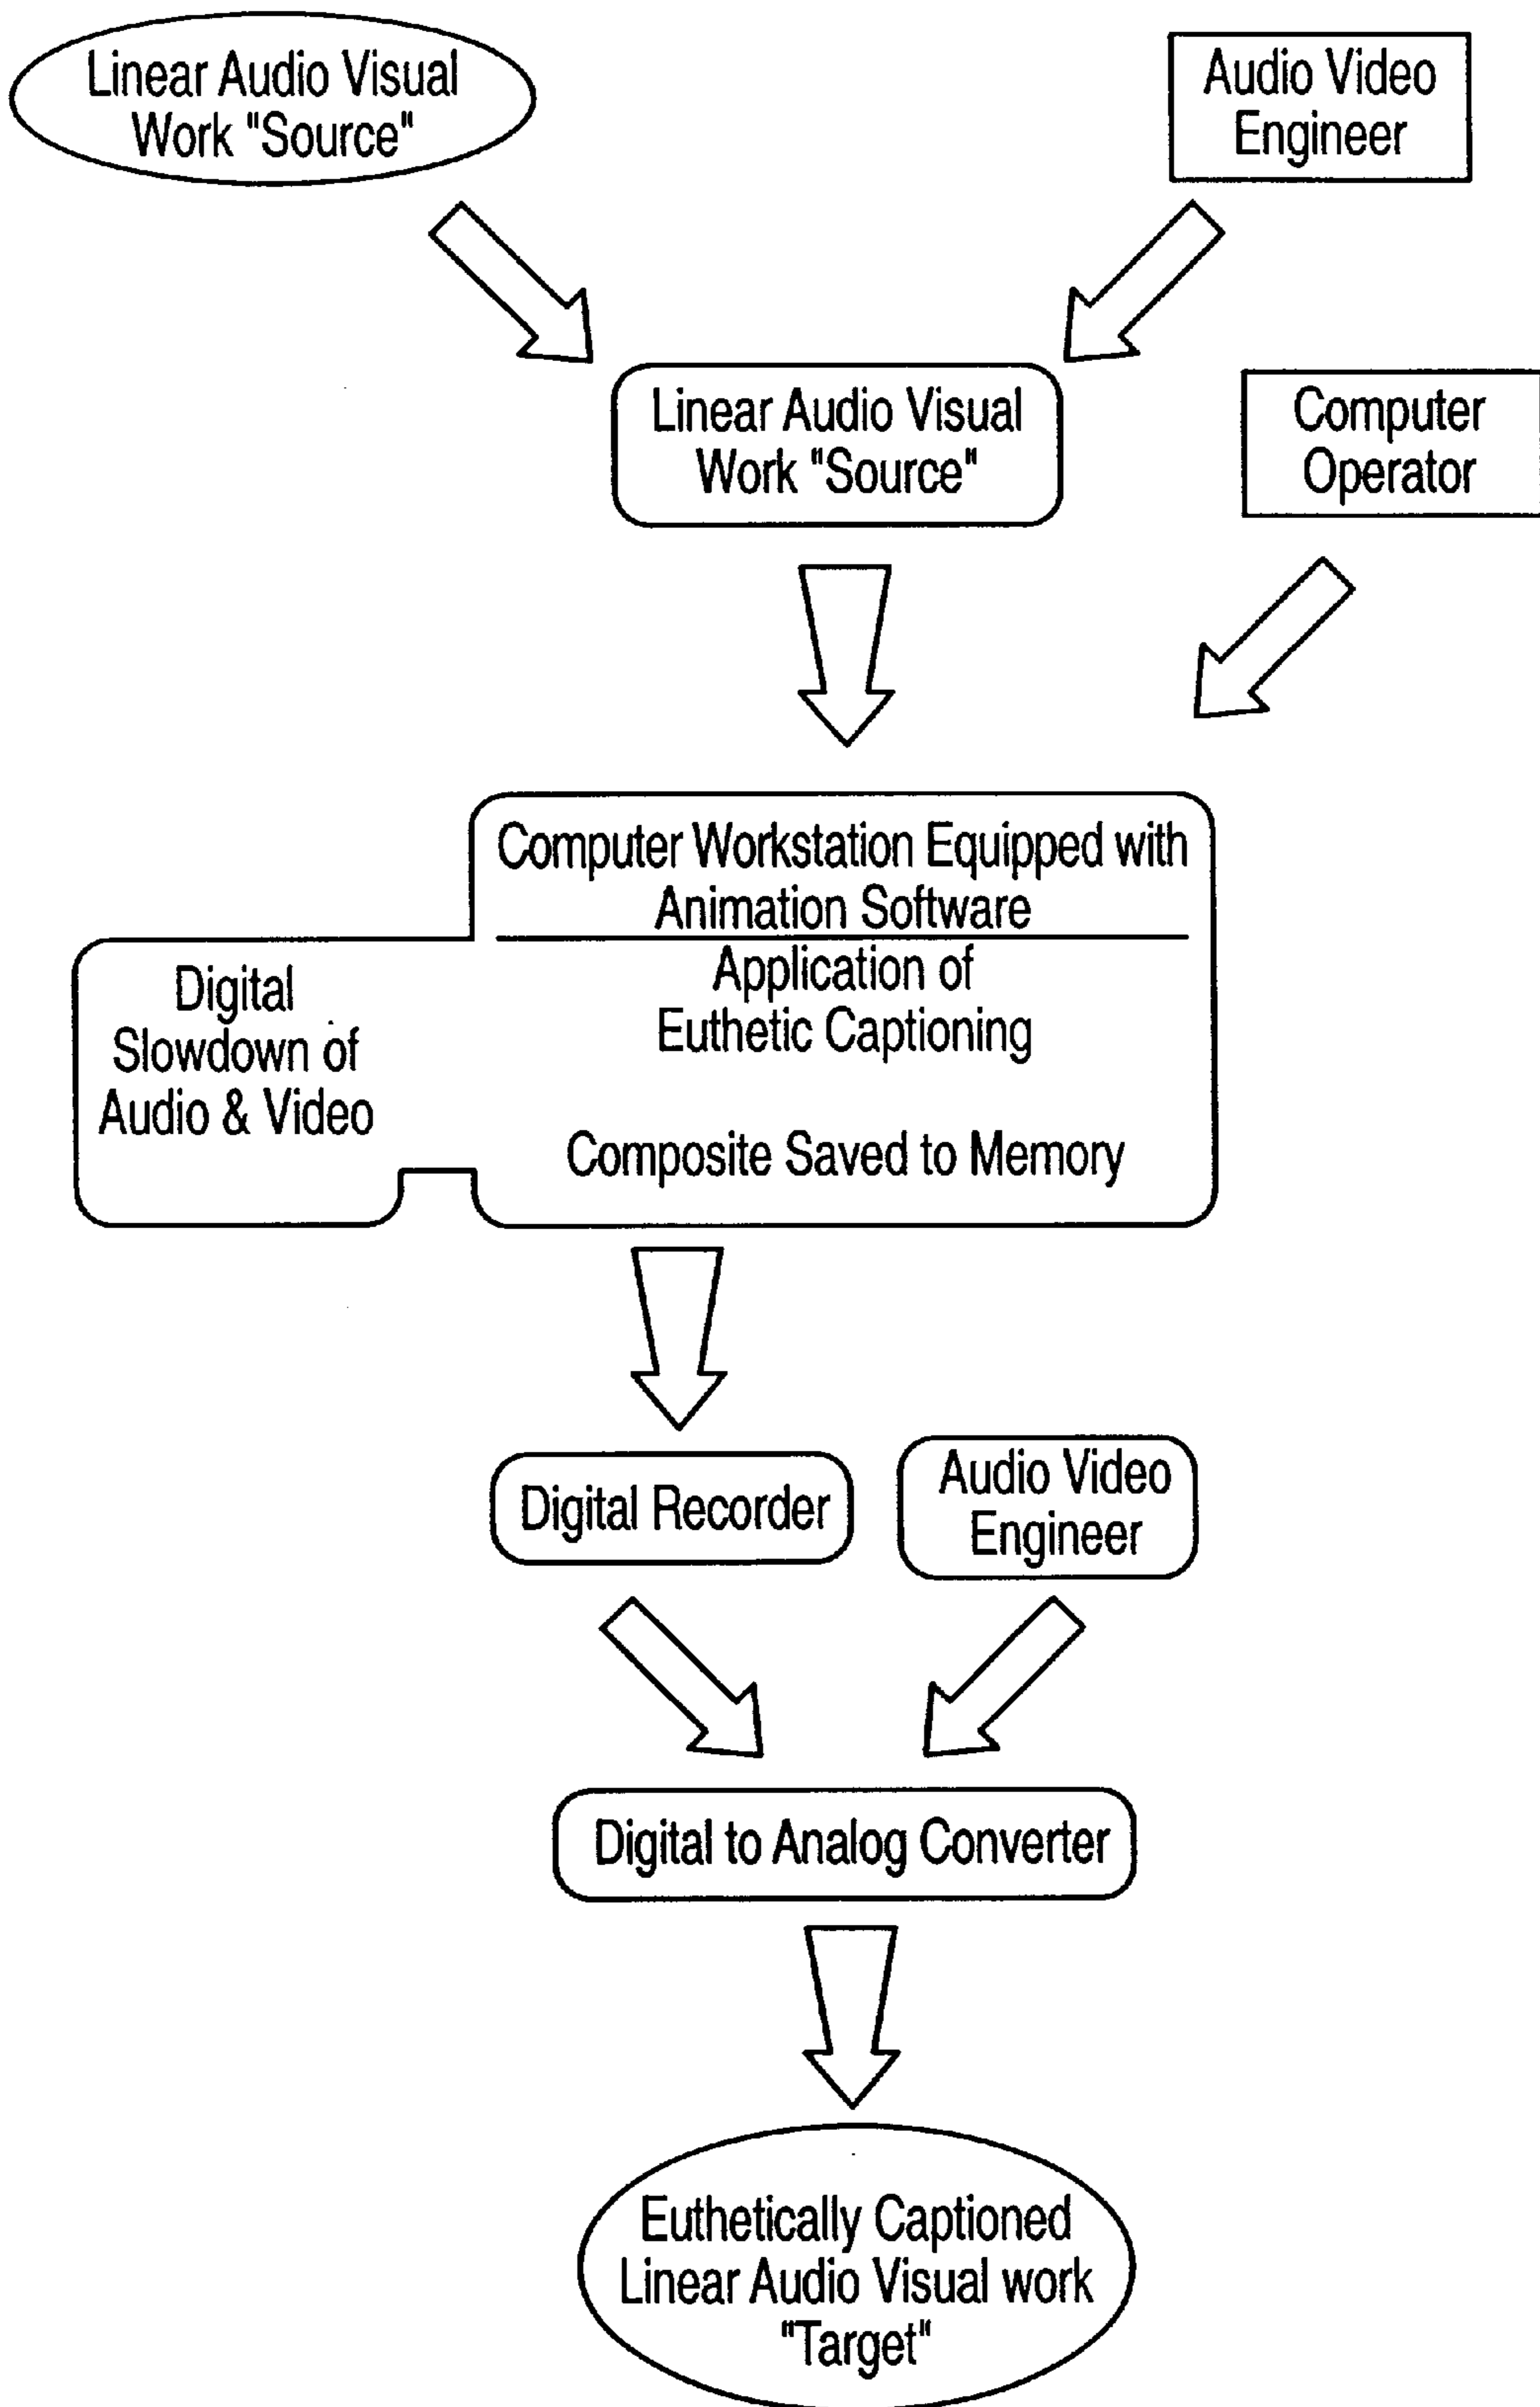 Linear Audio Visual
Work "Source"
Audio Video
Engineer
Linear Audio Visual
Work "Source"
Computer
Operator
Computer Workstation Equipped with
Animation Software
Digital
Slowdown of
Audio & Video
Application of
Euthetic Captioning
Composite Saved to Memory
Digital Recorder
Audio Video
Engineer
Digital to Analog Converter
Euthetically Captioned
Linear Audio Visual work
"Target"